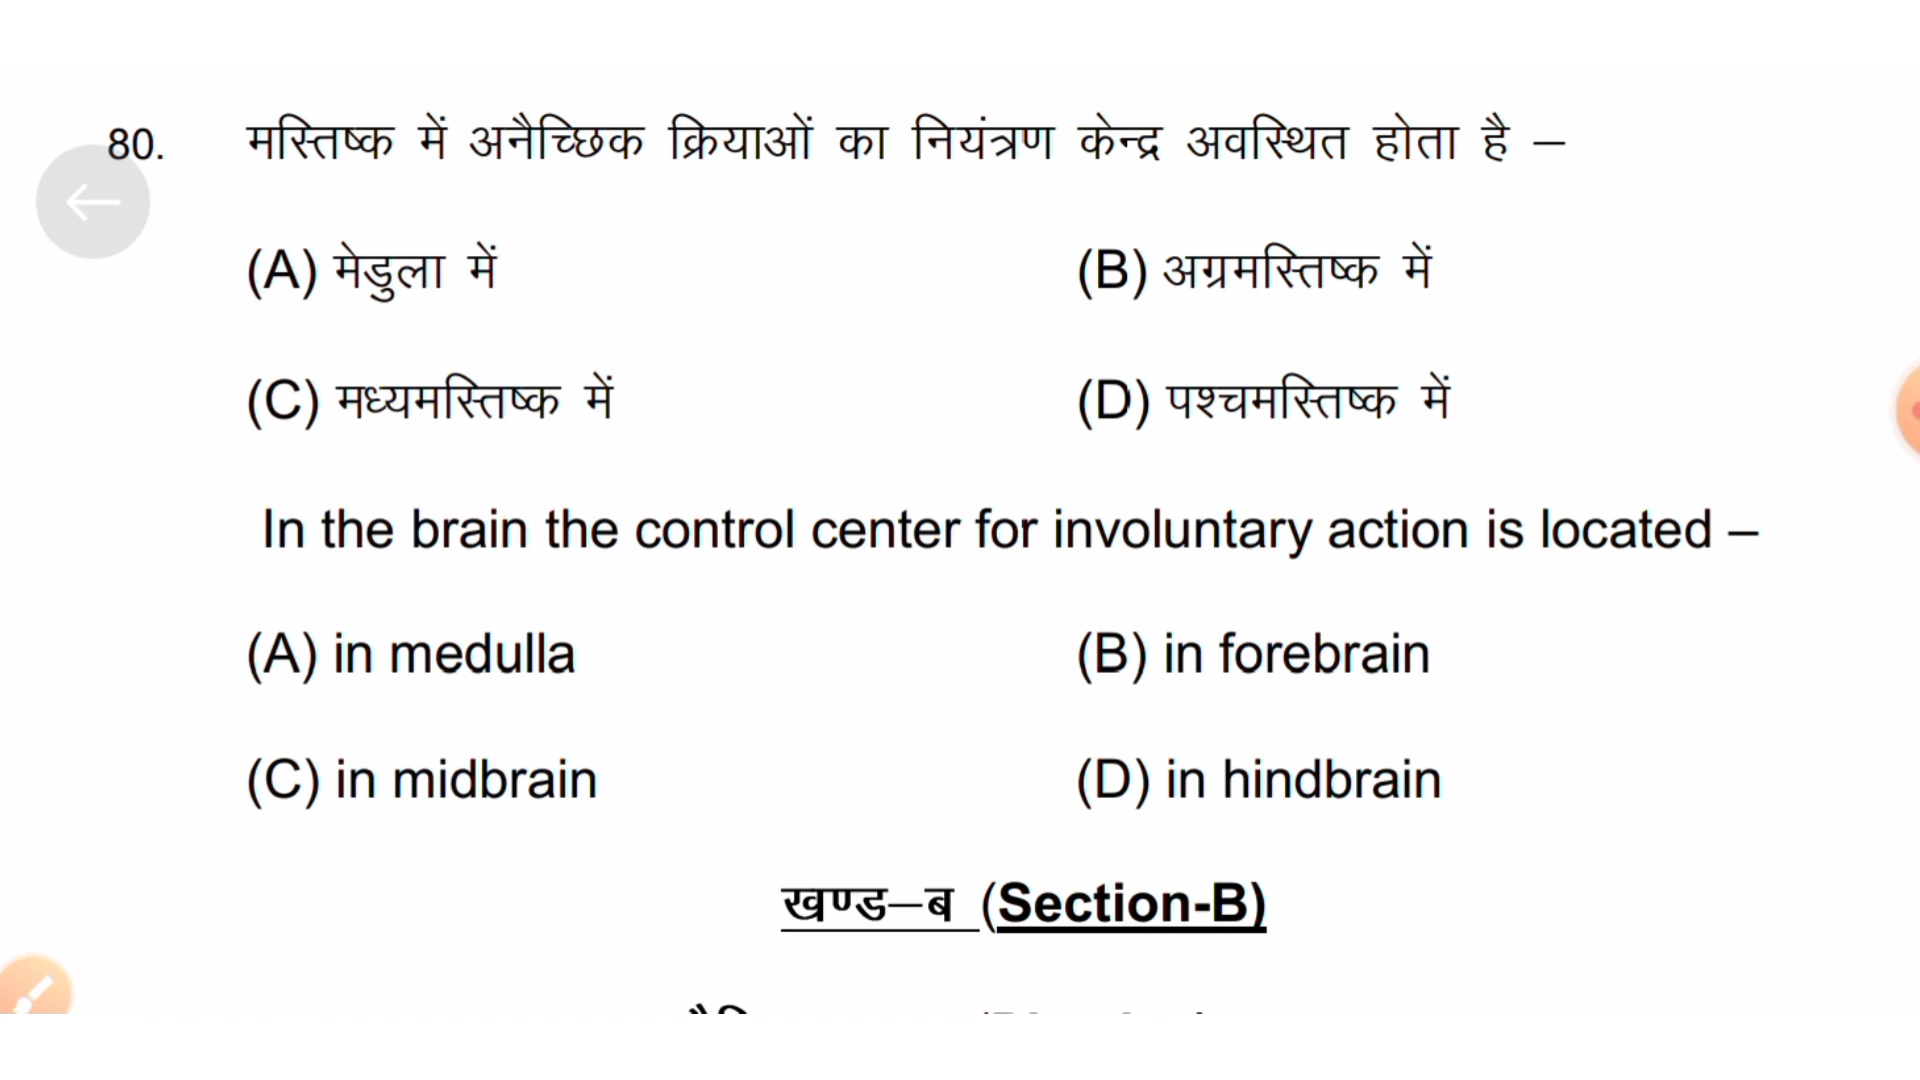 80. मस्तिष्क में अनैच्छिक क्रियाओं का नियंत्रण केन्द्र अवस्थित होता है –
(A) मेडुला में (B) अग्रमस्तिष्क में
(C) मध्यमस्तिष्क में (D) पश्चमस्तिष्क में
In the brain the control center for involuntary action is located –
(A) in medulla (B) in forebrain
(C) in midbrain (D) in hindbrain
खण्ड–ब (Section-B)